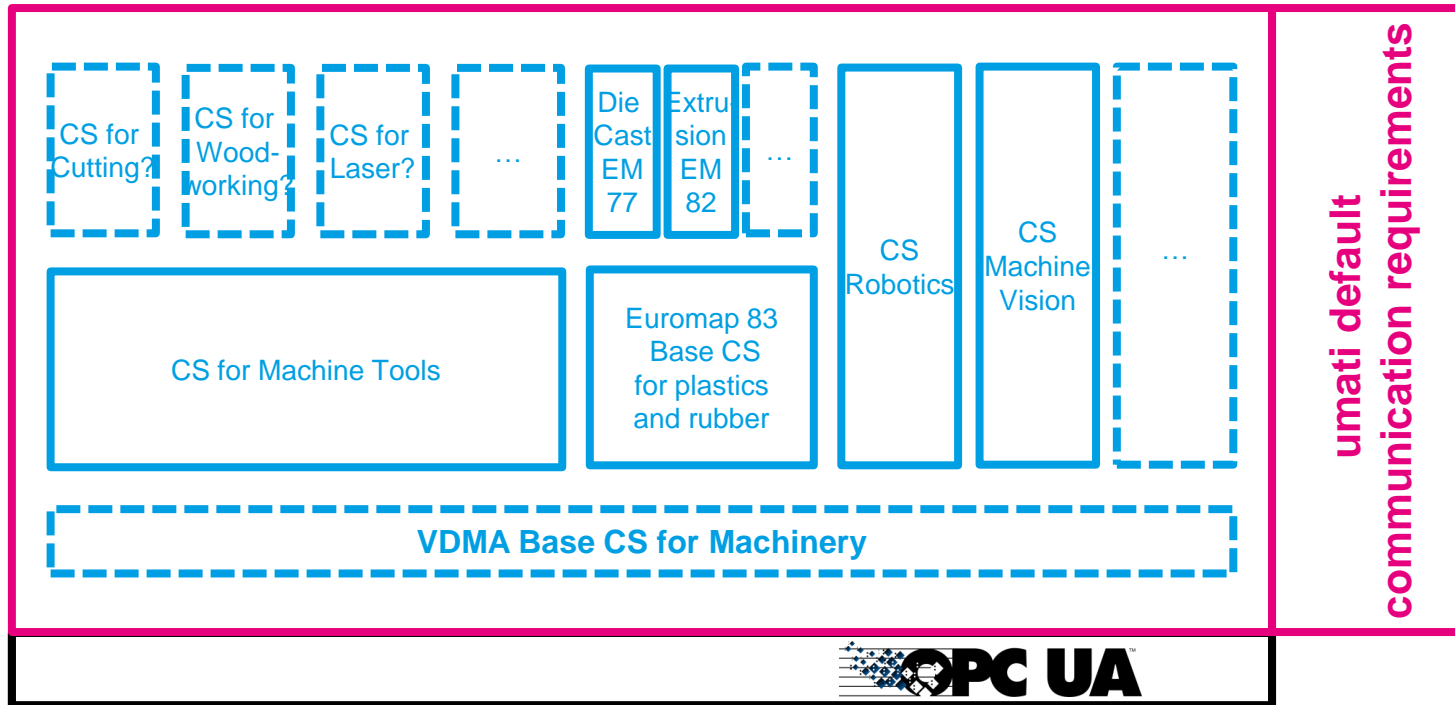 CS for
Cutting?
CS for
Wood-
working?
CS for
Laser?
…
Die
Cast
EM
77
Extru-
sion
EM
82
…
CS
Robotics
CS
Machine
Vision
…
CS for Machine Tools
Euromap 83
Base CS
for plastics
and rubber
VDMA Base CS for Machinery
umati default
communication requirements
OPC UA™